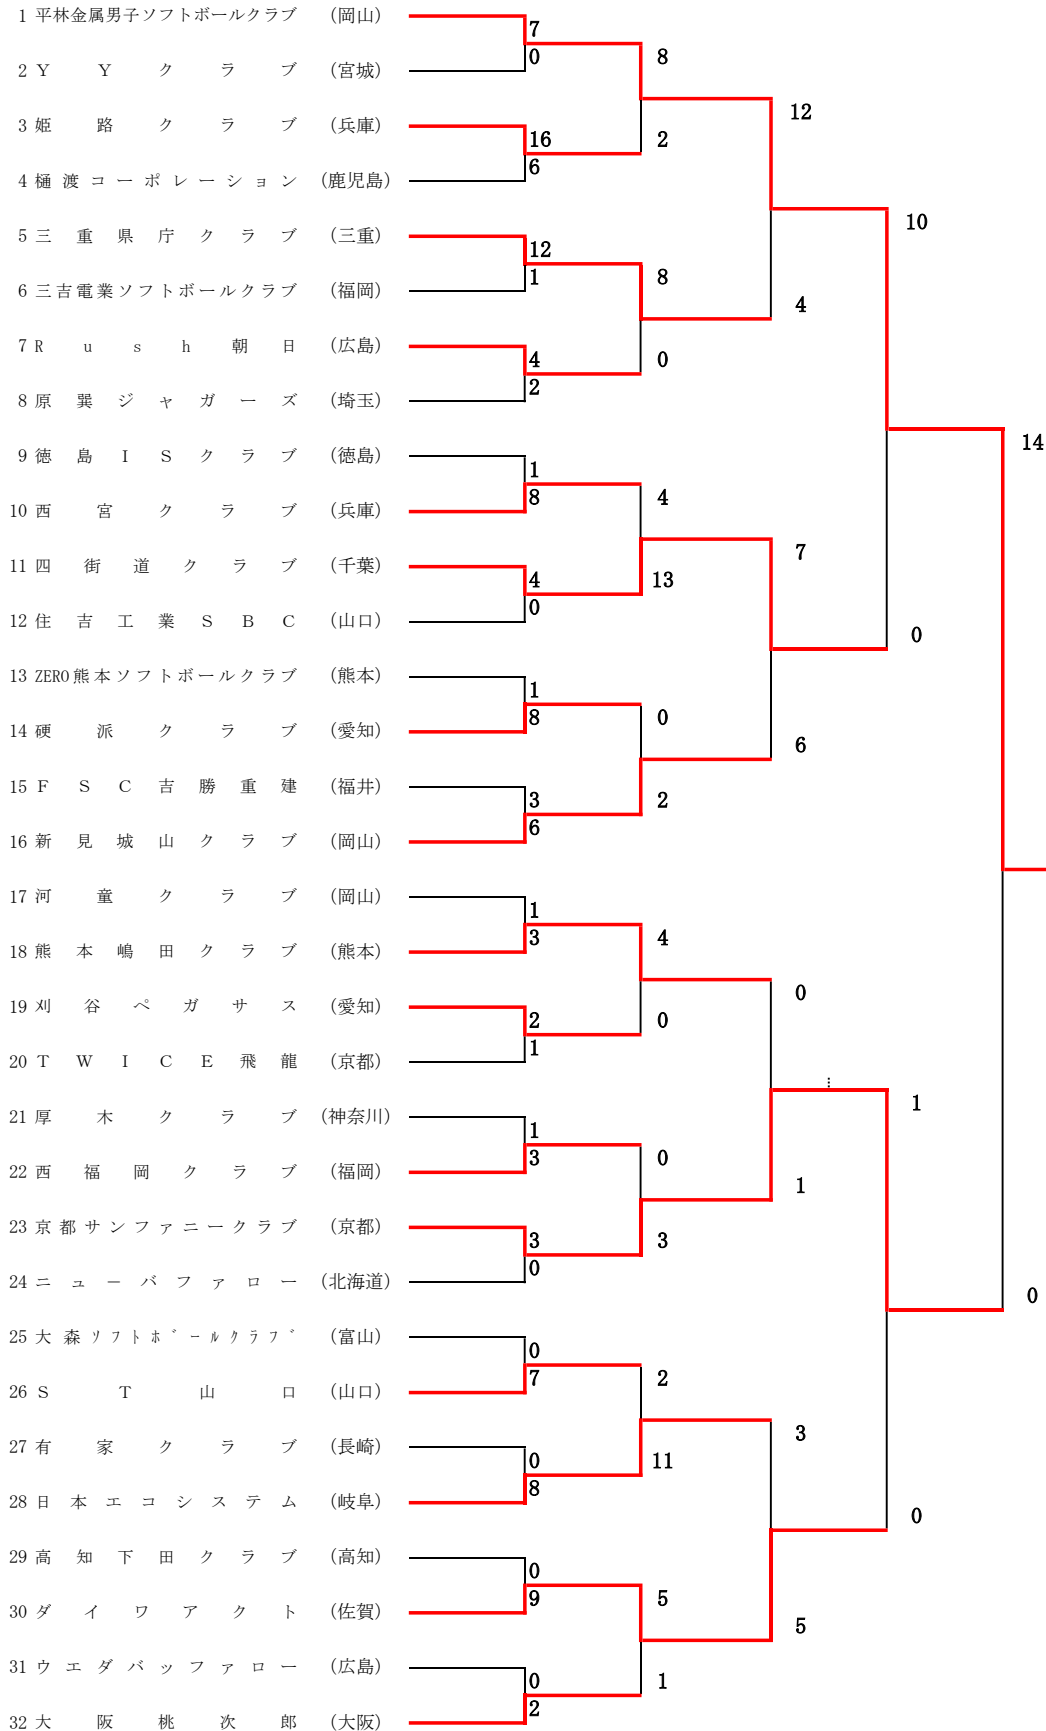 1 平林金属男子ソフトボールクラブ (岡山)
7
0
2 Y Y ク ラ ブ (宮城)
8
3 姫 路 ク ラ ブ (兵庫)
16
6
2
4 樋 渡 コ ー ポ レ ー シ ョ ン (鹿児島)
12
5 三 重 県 庁 ク ラ ブ (三重)
12
1
8
6 三吉電業ソフトボールクラブ (福岡)
10
7 R u s h 朝 日 (広島)
4
2
0
4
8 原 巽 ジ ャ ガ ー ズ (埼玉)
9 徳 島 I S ク ラ ブ (徳島)
1
8
4
14
10 西 宮 ク ラ ブ (兵庫)
7
11 四 街 道 ク ラ ブ (千葉)
4
0
13
12 住 吉 工 業 S B C (山口)
0
13 ZERO熊本ソフトボールクラブ (熊本)
1
8
0
14 硬 派 ク ラ ブ (愛知)
6
15 F S C 吉 勝 重 建 (福井)
3
6
2
16 新 見 城 山 ク ラ ブ (岡山)
17 河 童 ク ラ ブ (岡山)
1
3
4
18 熊 本 嶋 田 ク ラ ブ (熊本)
0
19 刈 谷 ペ ガ サ ス (愛知)
2
1
0
20 T W I C E 飛 龍 (京都)
1
21 厚 木 ク ラ ブ (神奈川)
1
3
0
22 西 福 岡 ク ラ ブ (福岡)
1
23 京 都 サ ン フ ァ ニ ー ク ラ ブ (京都)
3
0
3
24 ニ ュ ー バ フ ァ ロ ー (北海道)
0
25 大 森 ソフトボールクラブ (富山)
0
7
2
26 S T 山 口 (山口)
3
27 有 家 ク ラ ブ (長崎)
0
8
11
28 日 本 エ コ シ ス テ ム (岐阜)
0
29 高 知 下 田 ク ラ ブ (高知)
0
9
5
30 ダ イ ワ ア ク ト (佐賀)
5
31 ウ エ ダ バ ッ フ ァ ロ ー (広島)
0
2
1
32 大 阪 桃 次 郎 (大阪)